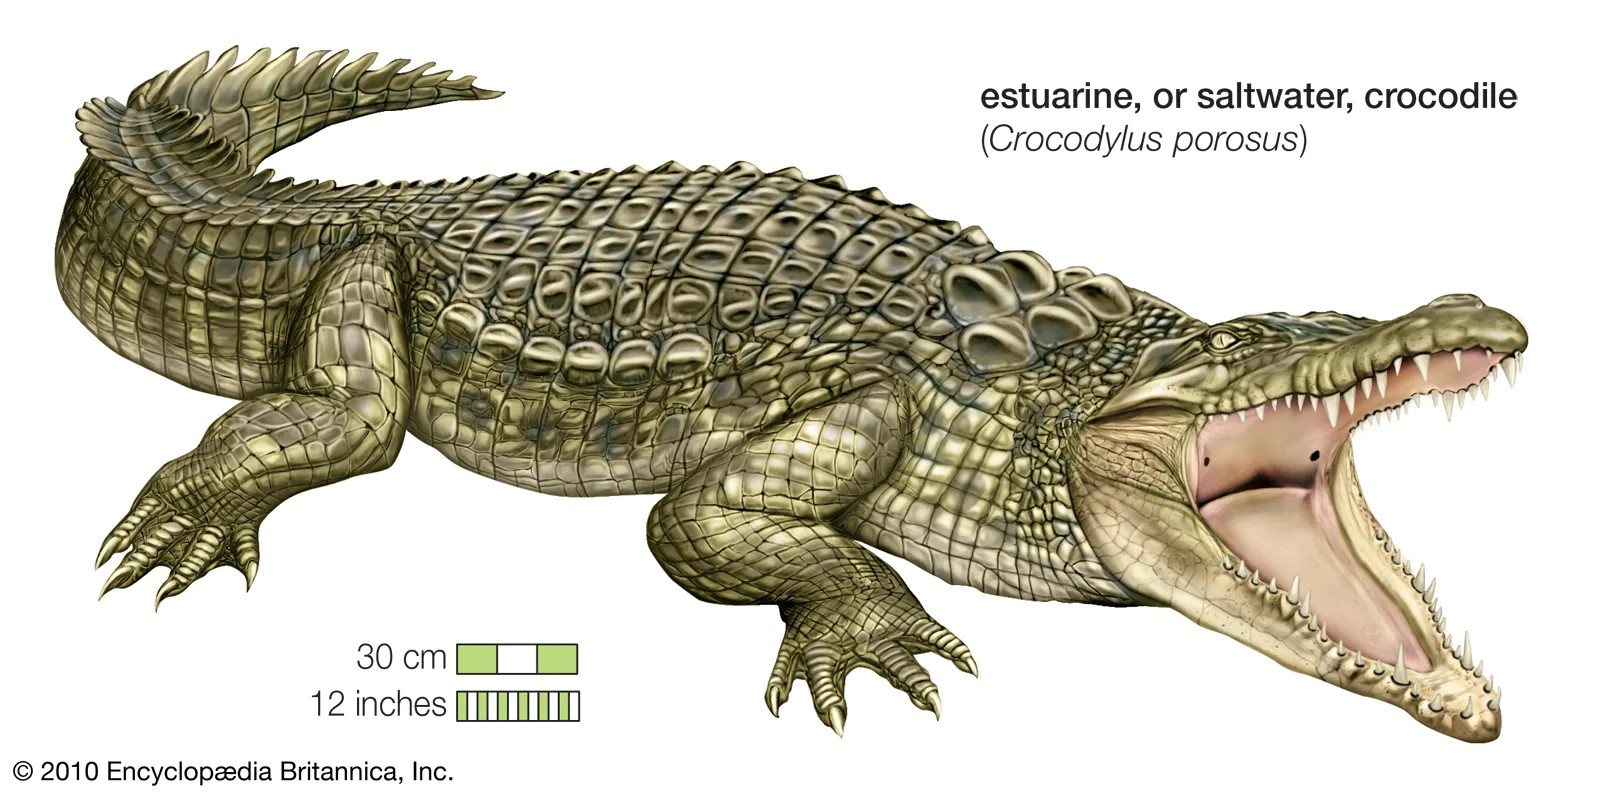 estuarine, or saltwater, crocodile
(Crocodylus porosus)
30 cm
12 inches
© 2010 Encyclopædia Britannica, Inc.